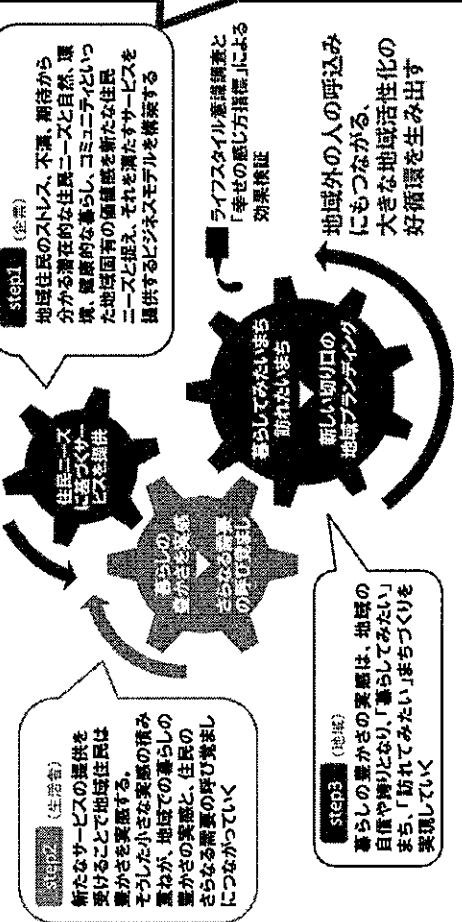 step1 (企業)
地域住民のストレス、不満、期待から
分かる潜在的な住民ニーズと自然、環
境、健康的な暮らし、コミュニティといっ
た地域固有の価値感を新たな住民
ニーズと捉え、それを満たすサービスを
提供するビジネスモデルを構築する
住民ニーズ
に基づくサー
ビスを提供
step2 (生活者)
新たなサービスの提供を
受けることで地域住民は
豊かさを実感する。
そうした小さな実感の積み
重ねが、地域での暮らしの
豊かさの実感と、住民の
さらなる需要の呼び覚まし
につながっていく
暮らしの
豊かさを実感
さらなる需要
の呼び覚まし
ライフスタイル意識調査と
「幸せの感じ方指標」による
効果検証
暮らしてみたいまち
訪れたいまち
新しい切り口の
地域ブランディング
step3 (地域)
暮らしの豊かさの実感は、地域の
自信や誇りとなり、「暮らしてみたい」
まち、「訪れてみたい」まちづくりを
実現していく
地域外の人の呼込み
にもつながる、
大きな地域活性化の
好循環を生み出す